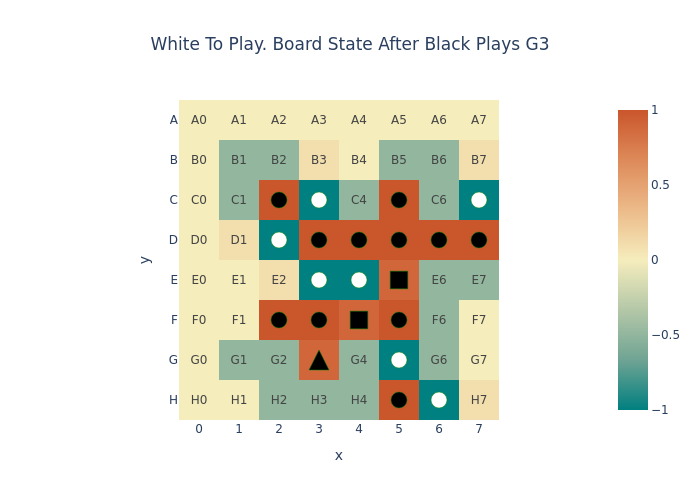 White To Play. Board State After Black Plays G3
A A0 A1 A2 A3 A4 A5 A6 A7
B B0 B1 B2 B3 B4 B5 B6 B7
C C0 C1 C4 C6
D D0 D1
E E0 E1 E2 E6 E7
F F0 F1 F6 F7
G G0 G1 G2 G4 G6 G7
H H0 H1 H2 H3 H4 H7
0 1 2 3 4 5 6 7
x
y
1
0.5
0
−0.5
−1